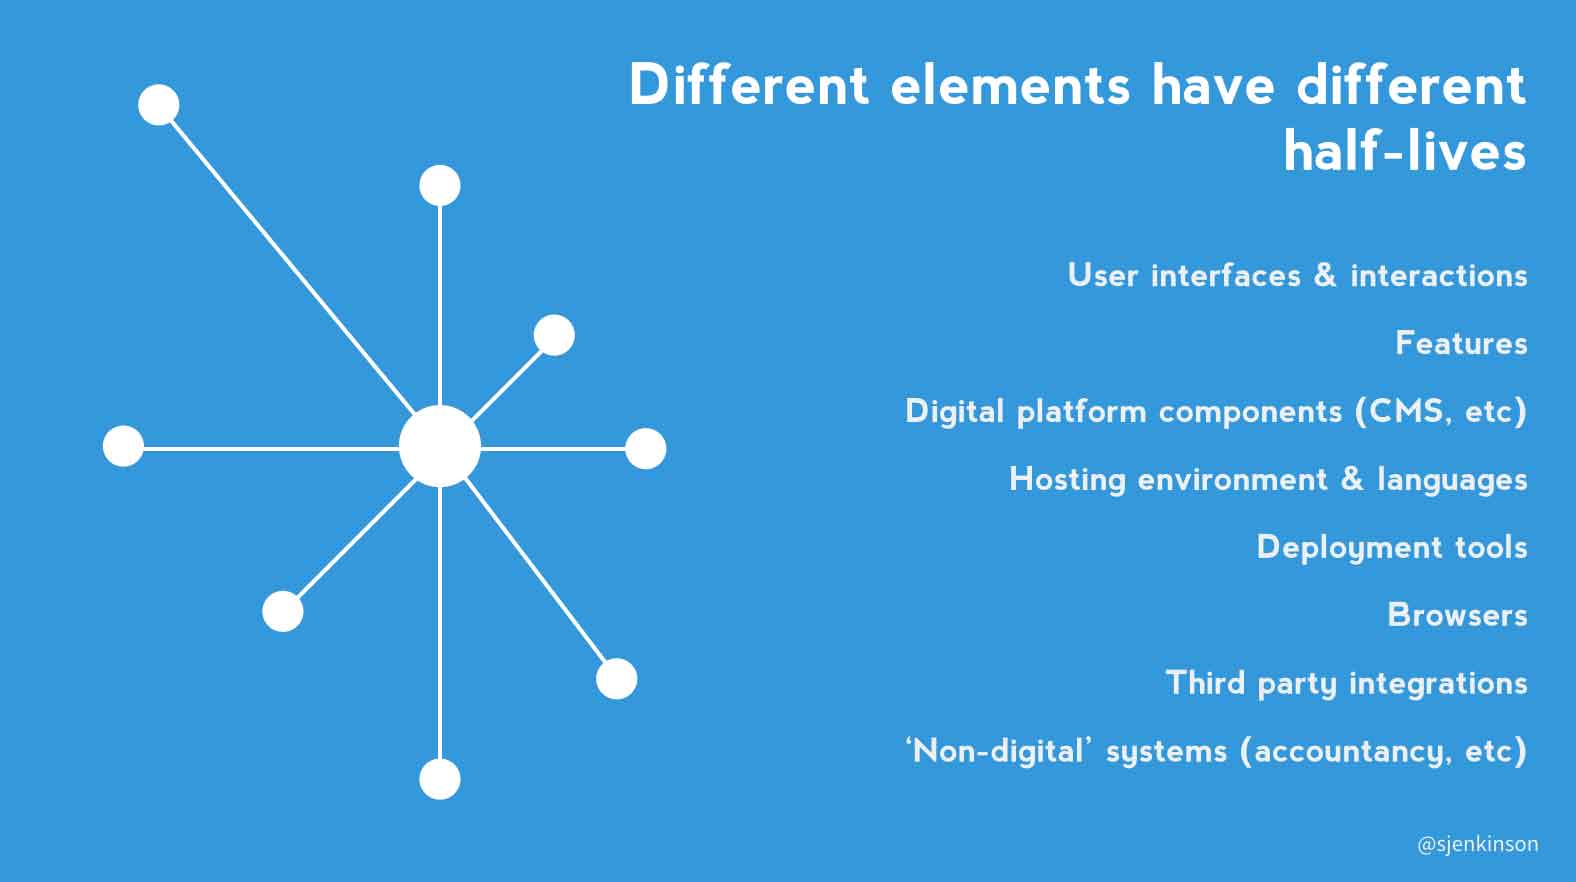 Different elements have different
half-lives
User interfaces & interactions
Features
Digital platform components (CMS, etc)
Hosting environment & languages
Deployment tools
Browsers
Third party integrations
‘Non-digital’ systems (accountancy, etc)
@sjenkinson